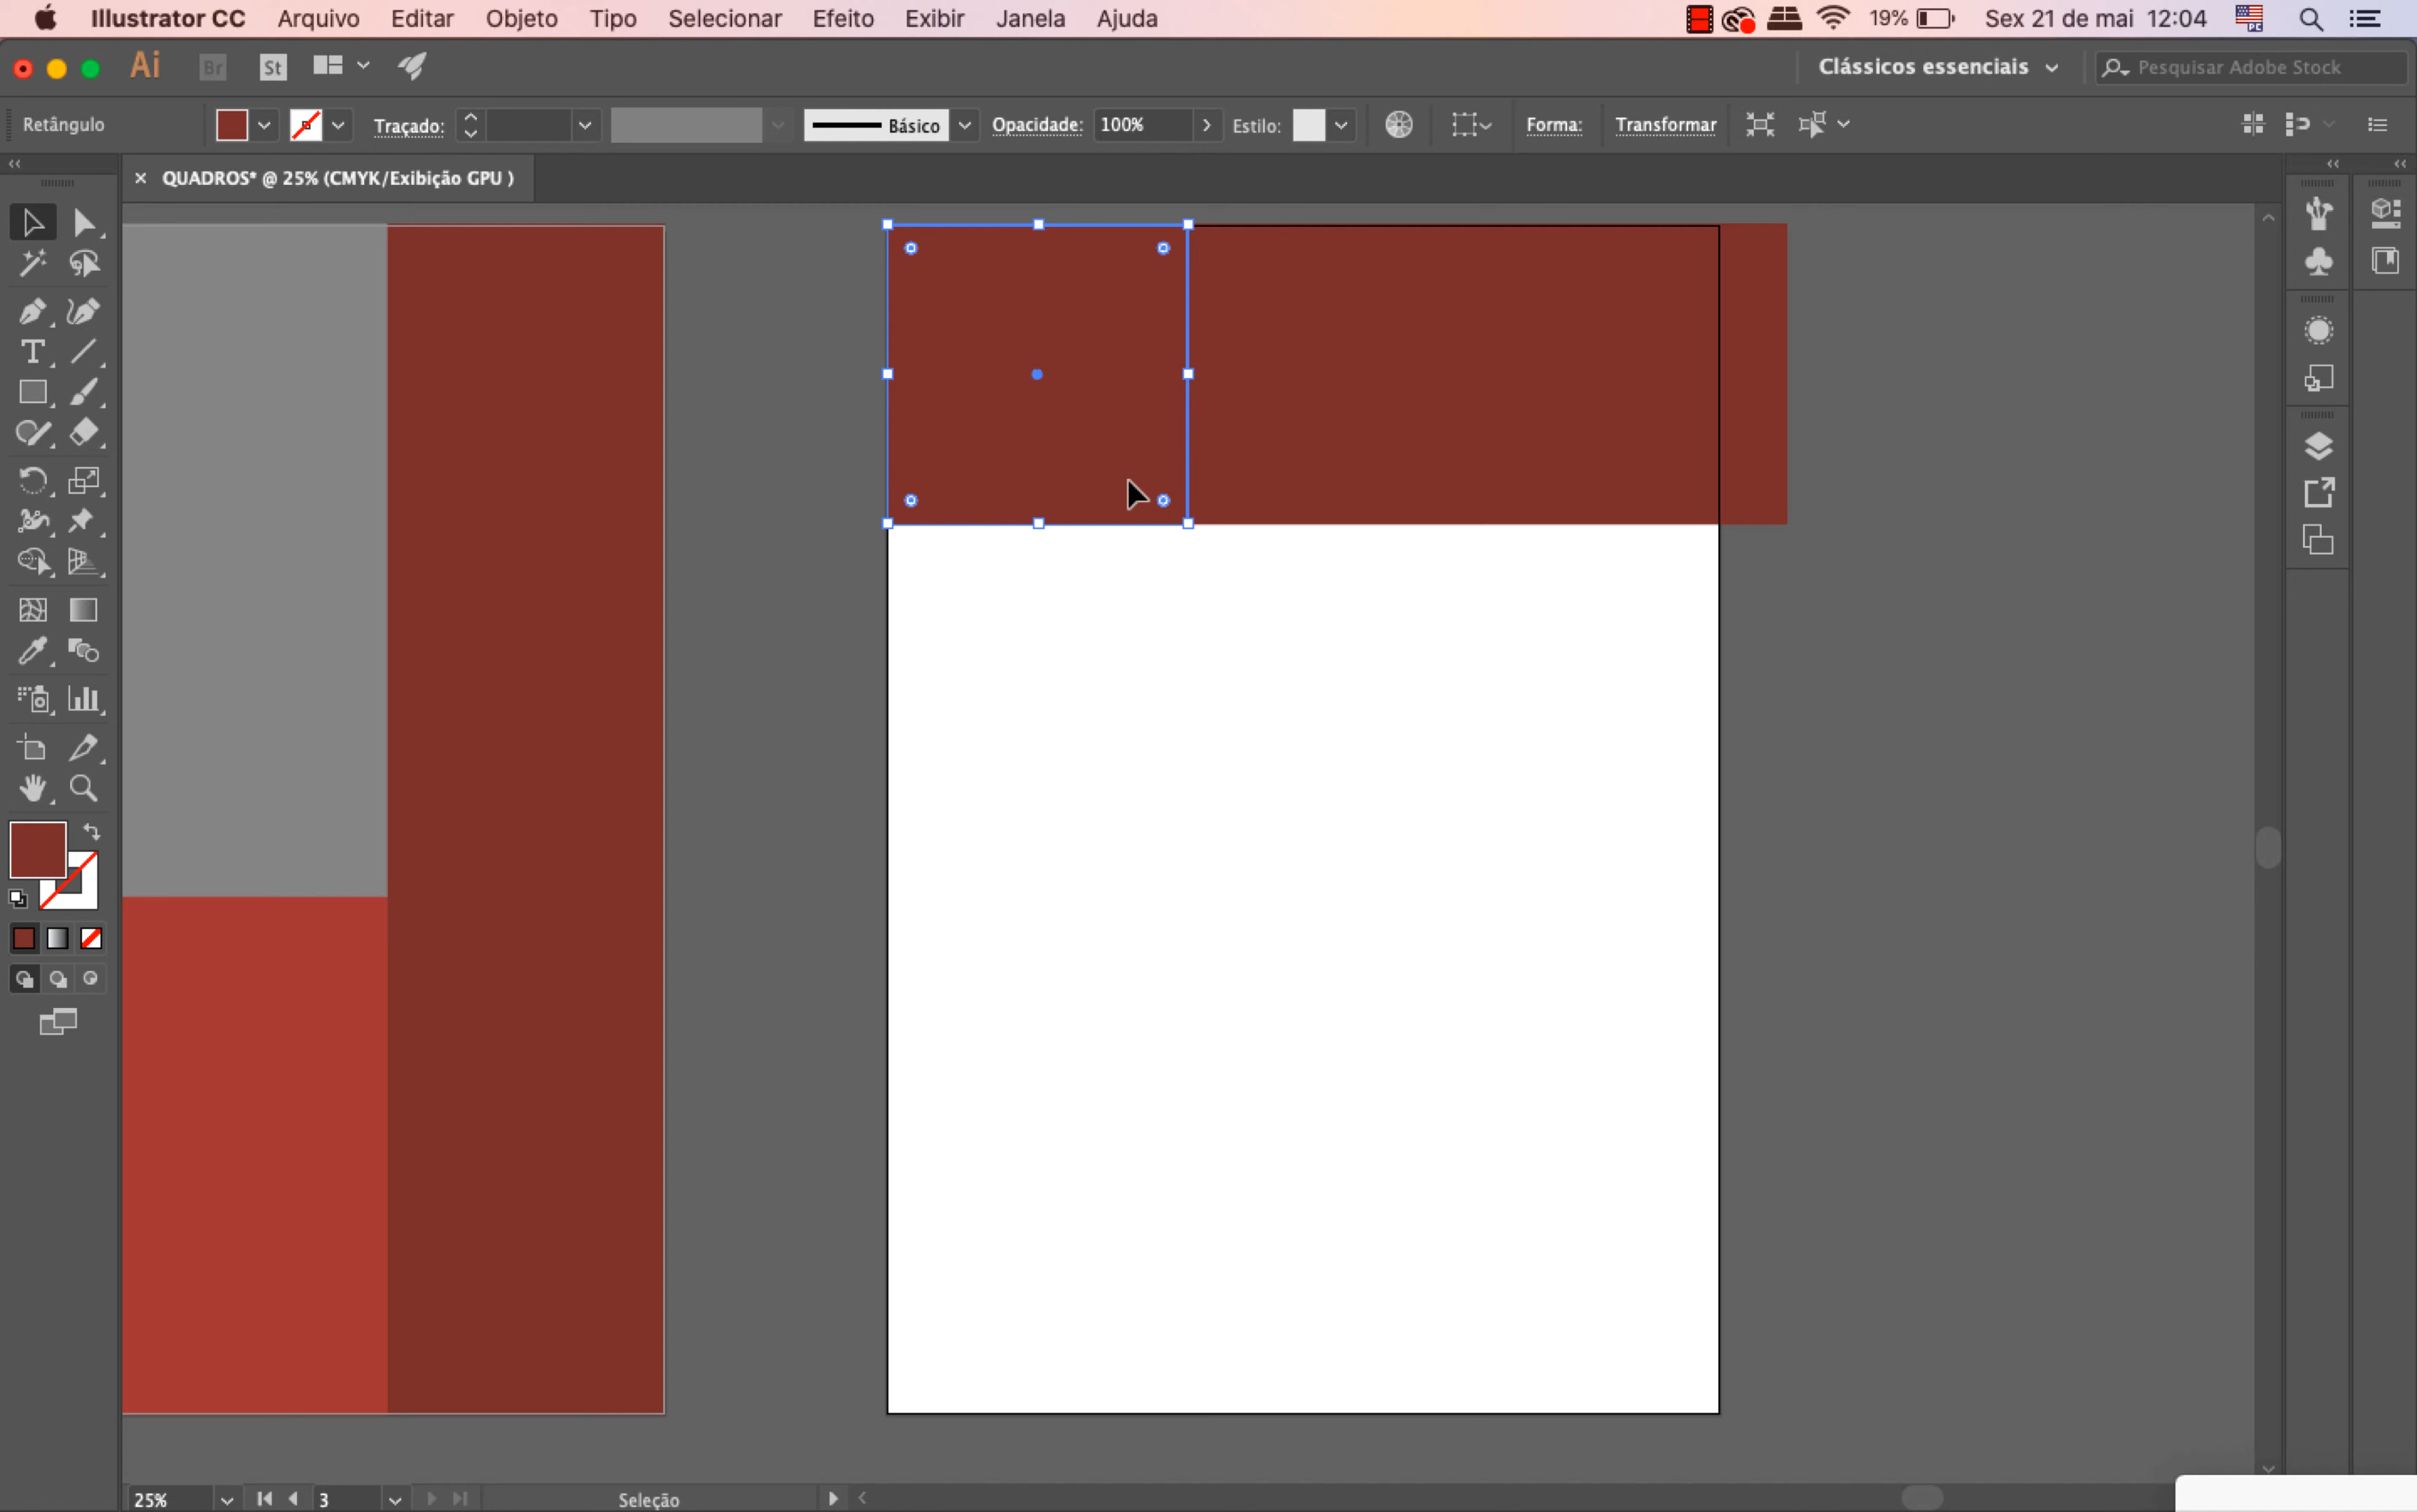 Illustrator CC Arquivo Editar Objeto Tipo Selecionar Efeito Exibir Janela Ajuda 19% Sex 21 de mai 12:04
Ai Br St Clássicos essenciais Pesquisar Adobe Stock
Retângulo Traçado: Básico Opacidade: 100% Estilo: Forma: Transformar
× QUADROS* @ 25% (CMYK/Exibição GPU )
25% 3 Seleção